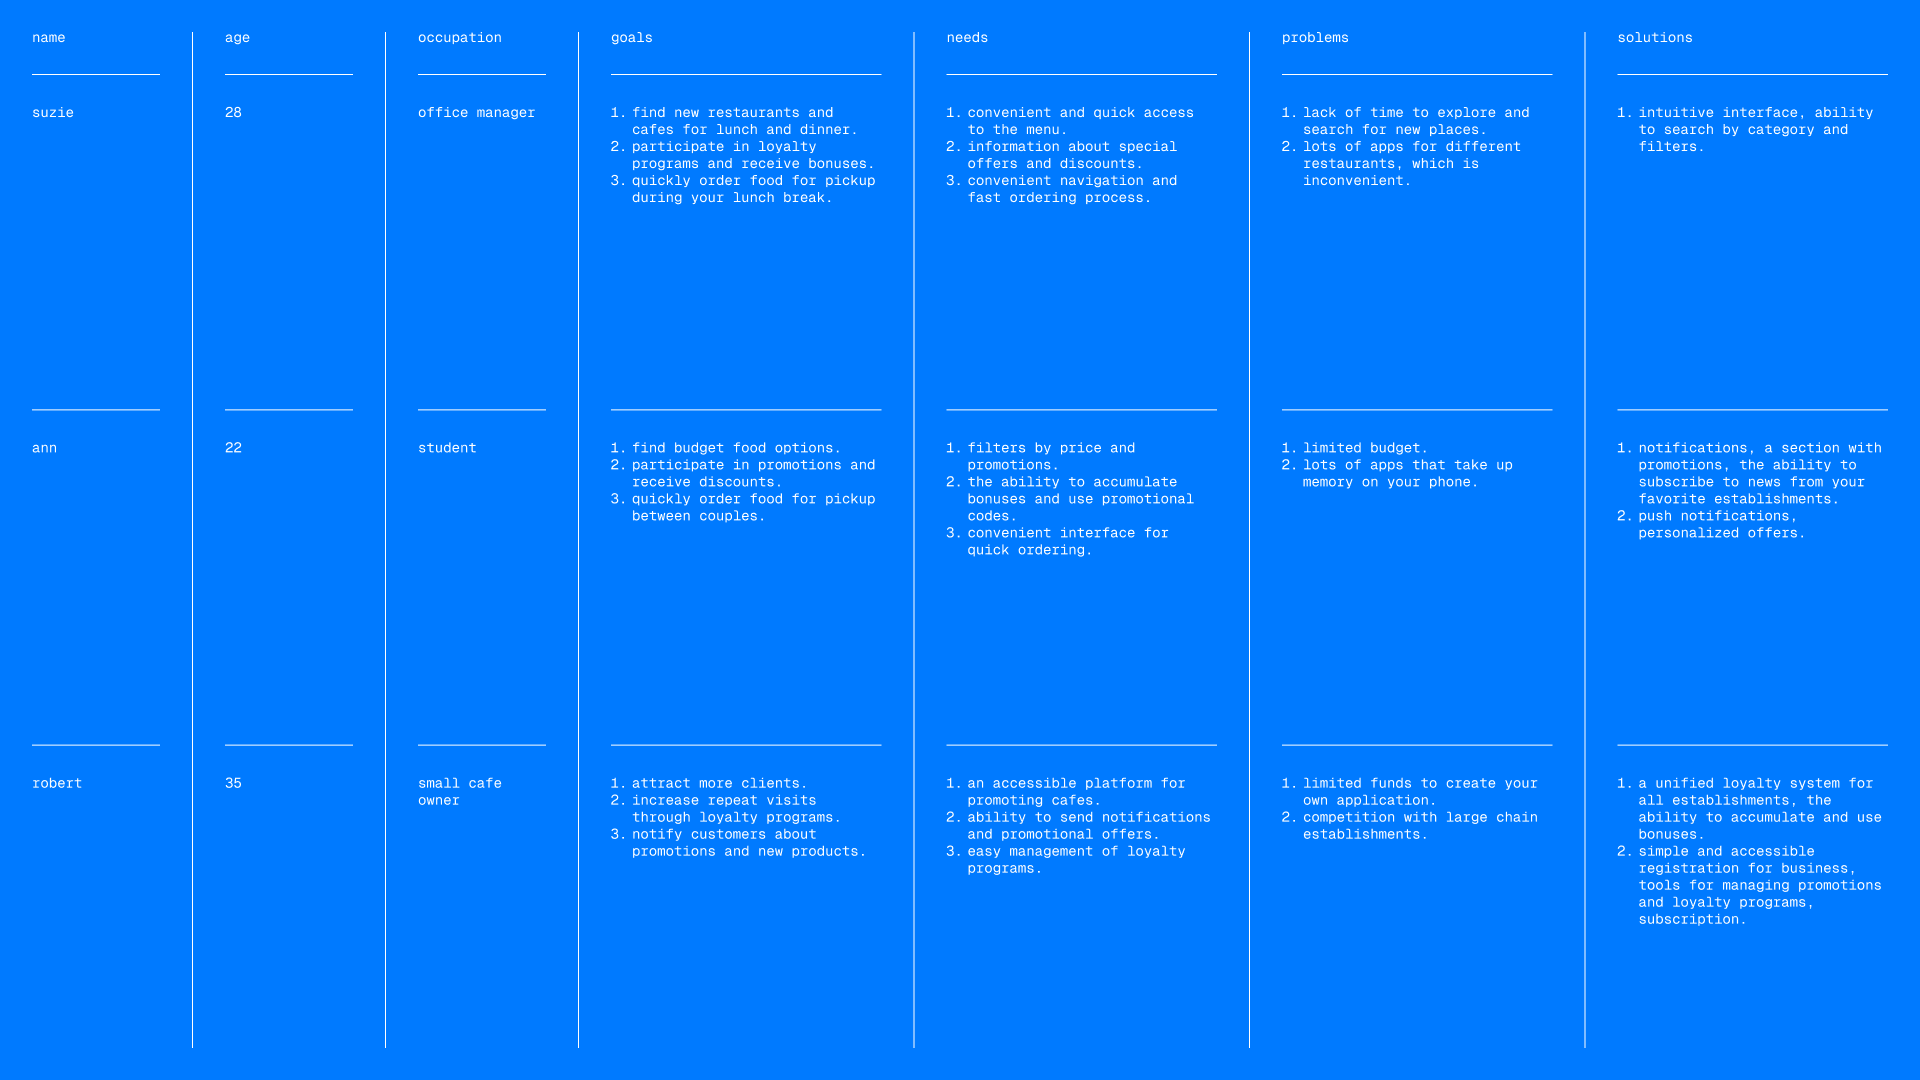 name
age
occupation
goals
needs
problems
solutions
suzie
28
office manager
1. find new restaurants and
cafes for lunch and dinner.
2. participate in loyalty
programs and receive bonuses.
3. quickly order food for pickup
during your lunch break.
1. convenient and quick access
to the menu.
2. information about special
offers and discounts.
3. convenient navigation and
fast ordering process.
1. lack of time to explore and
search for new places.
2. lots of apps for different
restaurants, which is
inconvenient.
1. intuitive interface, ability
to search by category and
filters.
ann
22
student
1. find budget food options.
2. participate in promotions and
receive discounts.
3. quickly order food for pickup
between couples.
1. filters by price and
promotions.
2. the ability to accumulate
bonuses and use promotional
codes.
3. convenient interface for
quick ordering.
1. limited budget.
2. lots of apps that take up
memory on your phone.
1. notifications, a section with
promotions, the ability to
subscribe to news from your
favorite establishments.
2. push notifications,
personalized offers.
robert
35
small cafe
owner
1. attract more clients.
2. increase repeat visits
through loyalty programs.
3. notify customers about
promotions and new products.
1. an accessible platform for
promoting cafes.
2. ability to send notifications
and promotional offers.
3. easy management of loyalty
programs.
1. limited funds to create your
own application.
2. competition with large chain
establishments.
1. a unified loyalty system for
all establishments, the
ability to accumulate and use
bonuses.
2. simple and accessible
registration for business,
tools for managing promotions
and loyalty programs,
subscription.